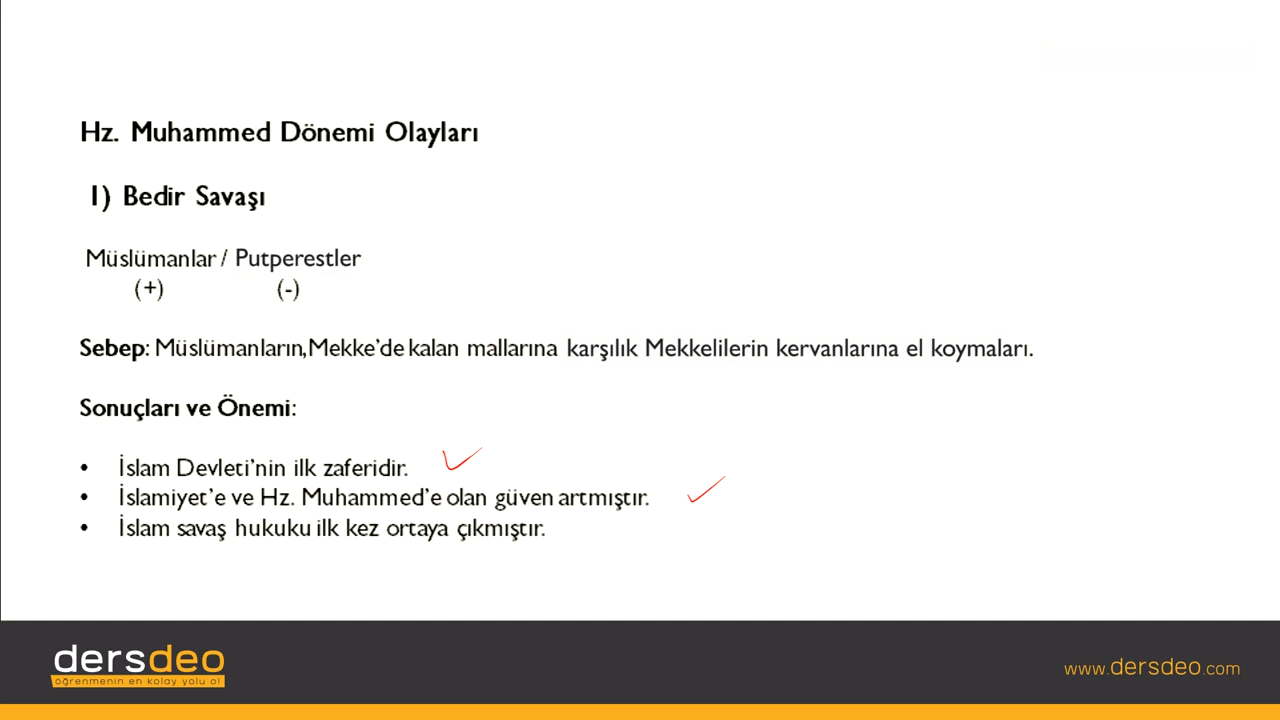 Hz. Muhammed Dönemi Olayları
1) Bedir Savaşı
Müslümanlar / Putperestler
(+) (-)
Sebep: Müslümanların, Mekke'de kalan mallarına karşılık Mekkelilerin kervanlarına el koymaları.
Sonuçları ve Önemi:
• İslam Devleti'nin ilk zaferidir.
• İslamiyet'e ve Hz. Muhammed'e olan güven artmıştır.
• İslam savaş hukuku ilk kez ortaya çıkmıştır.
dersdeo
öğrenmenin en kolay yolu o!
www.dersdeo.com